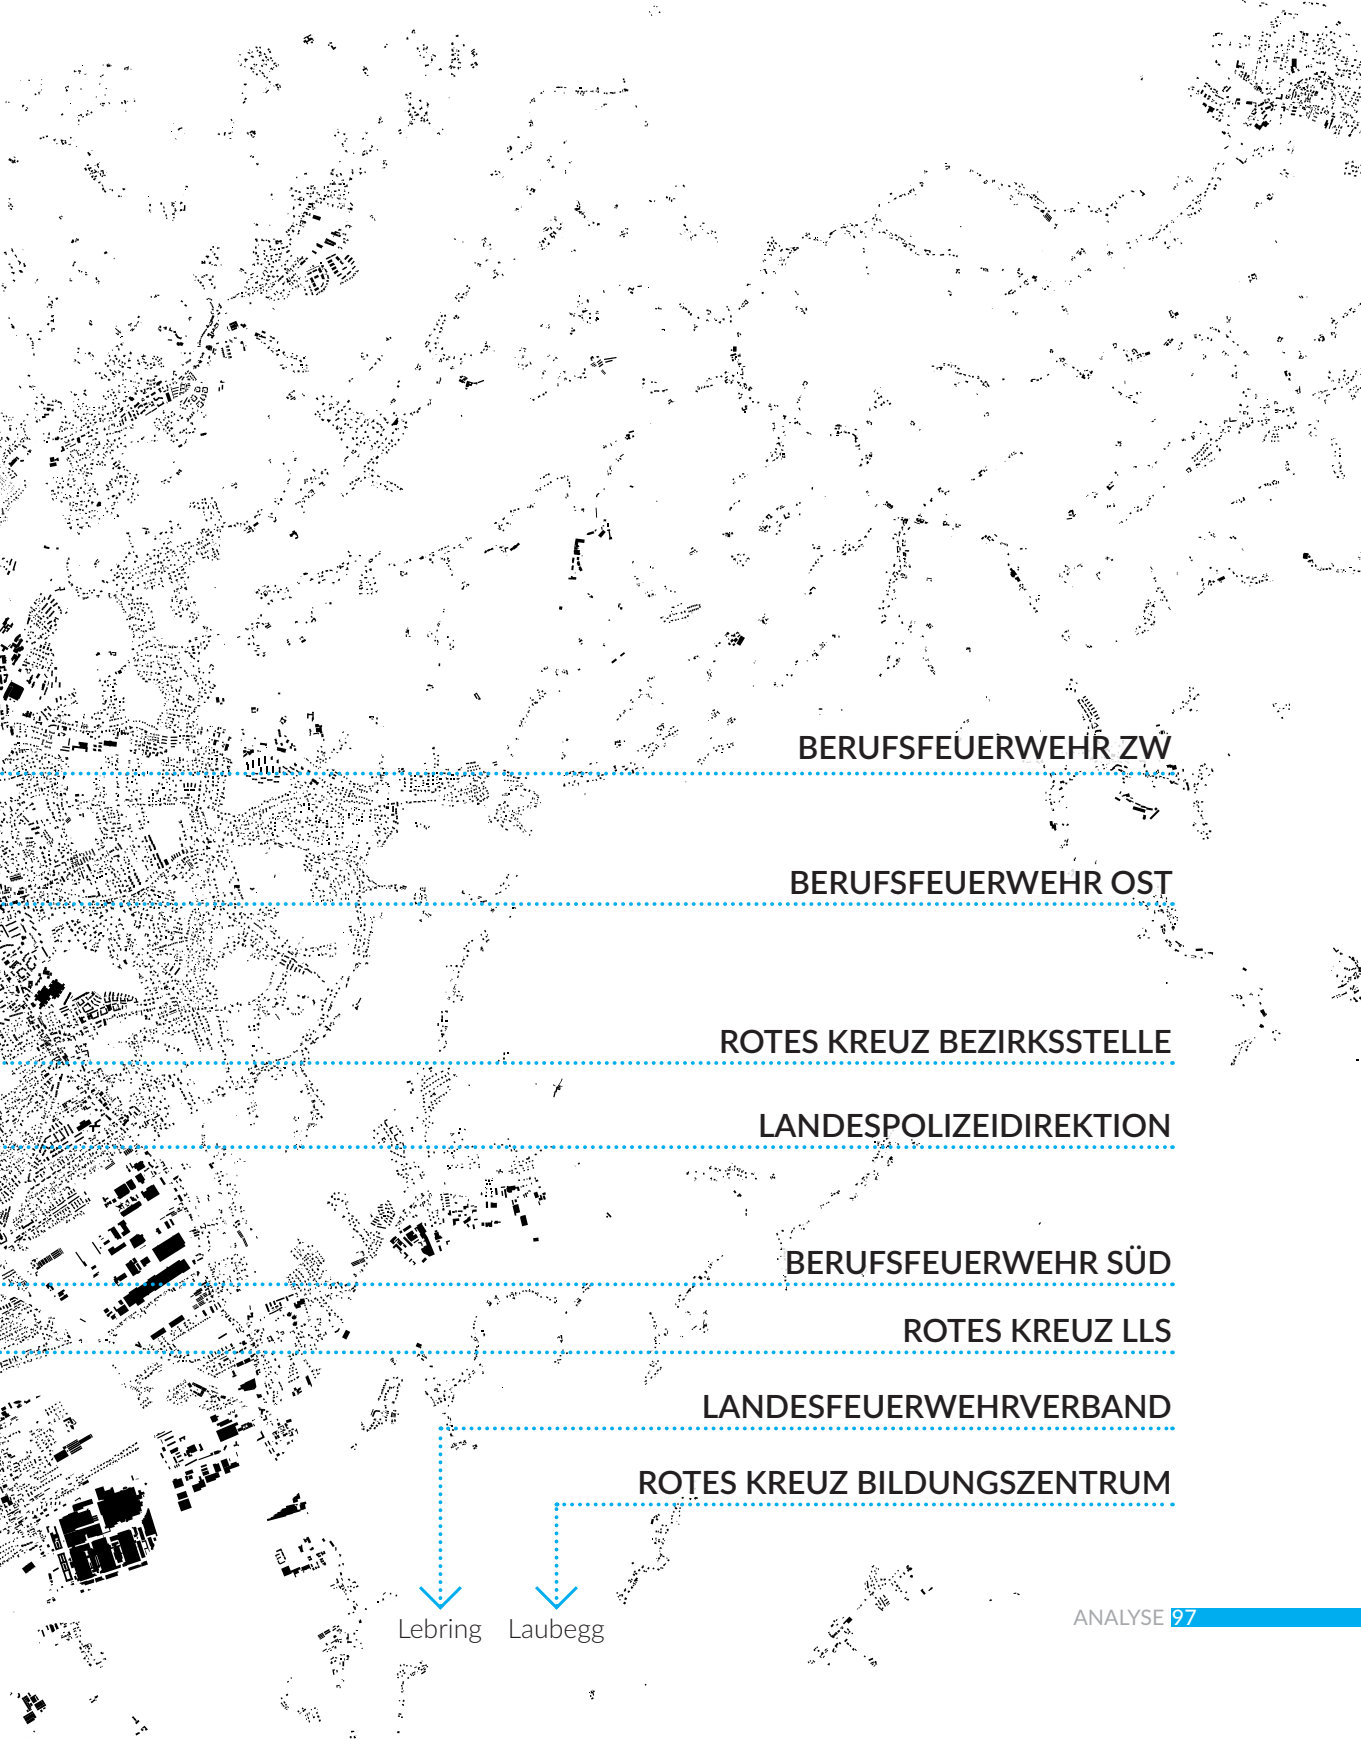 BERUFSFEUERWEHR ZW
BERUFSFEUERWEHR OST
ROTES KREUZ BEZIRKSSTELLE
LANDESPOLIZEIDIREKTION
BERUFSFEUERWEHR SÜD
ROTES KREUZ LLS
LANDESFEUERWEHRVERBAND
ROTES KREUZ BILDUNGSZENTRUM
Lebring Laubegg
ANALYSE 97